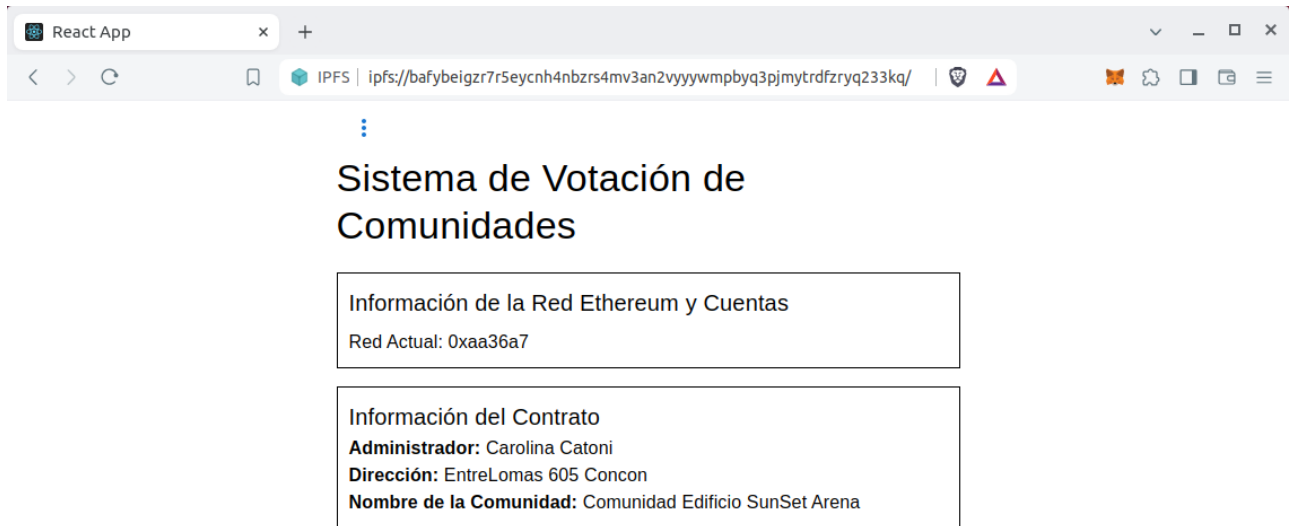 React App
IPFS ipfs://bafybeigzr7r5eycnh4nbzrs4mv3an2vyyywmpbyq3pjmytrdfzryq233kq/
Sistema de Votación de
Comunidades
Información de la Red Ethereum y Cuentas
Red Actual: 0xaa36a7
Información del Contrato
Administrador: Carolina Catoni
Dirección: EntreLomas 605 Concon
Nombre de la Comunidad: Comunidad Edificio SunSet Arena